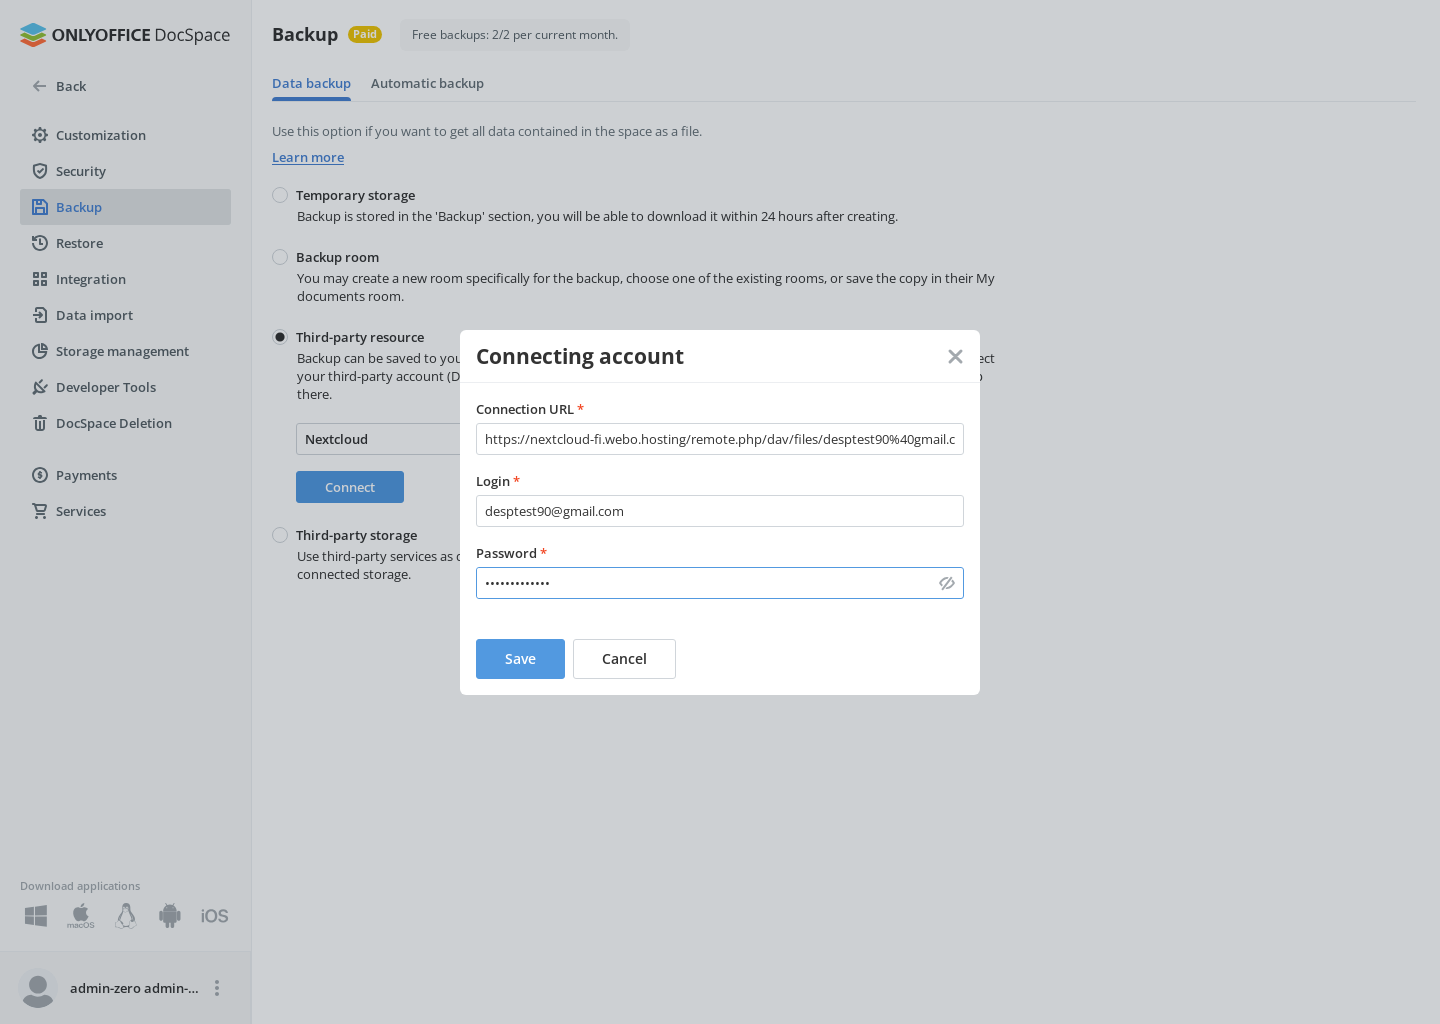 ONLYOFFICE DocSpace
Back
Customization
Security
Backup
Restore
Integration
Data import
Storage management
Developer Tools
DocSpace Deletion
Payments
Services
Download applications
macOS
iOS
admin-zero admin-...
Backup Paid Free backups: 2/2 per current month.
Data backup Automatic backup
Use this option if you want to get all data contained in the space as a file.
Learn more
Temporary storage
Backup is stored in the 'Backup' section, you will be able to download it within 24 hours after creating.
Backup room
You may create a new room specifically for the backup, choose one of the existing rooms, or save the copy in their My
documents room.
Third-party resource
Backup can be saved to you
your third-party account (D
there.
Nextcloud
Connect
Third-party storage
Use third-party services as
connected storage.
Connecting account
Connection URL *
https://nextcloud-fi.webo.hosting/remote.php/dav/files/desptest90%40gmail.c
Login *
desptest90@gmail.com
Password *
•••••••••••••
Save Cancel